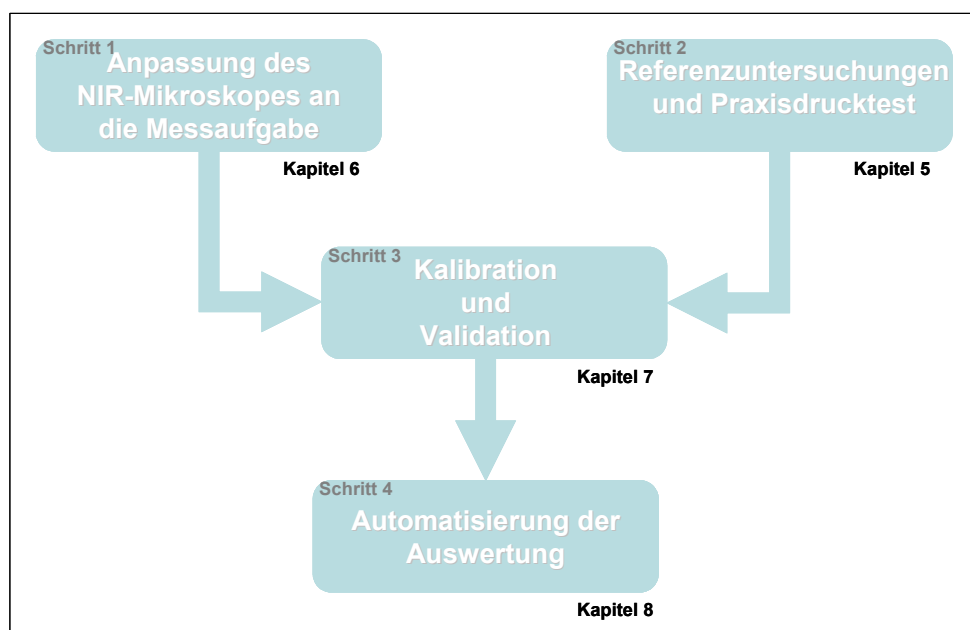 Schritt 1
Anpassung des
NIR-Mikroskopes an
die Messaufgabe
Kapitel 6
Schritt 2
Referenzuntersuchungen
und Praxisdrucktest
Kapitel 5
Schritt 3
Kalibration
und
Validation
Kapitel 7
Schritt 4
Automatisierung der
Auswertung
Kapitel 8